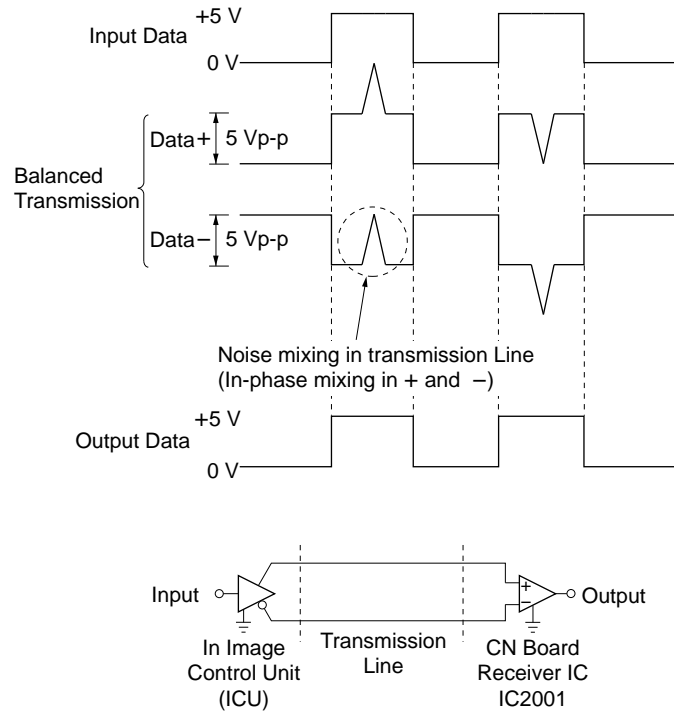 +5 V
Input Data
0 V
Data+ 5 Vp-p
Balanced
Transmission
Data− 5 Vp-p
Noise mixing in transmission Line
(In-phase mixing in + and −)
+5 V
Output Data
0 V
Input
+
−
Output
In Image
Control Unit
(ICU)
Transmission
Line
CN Board
Receiver IC
IC2001